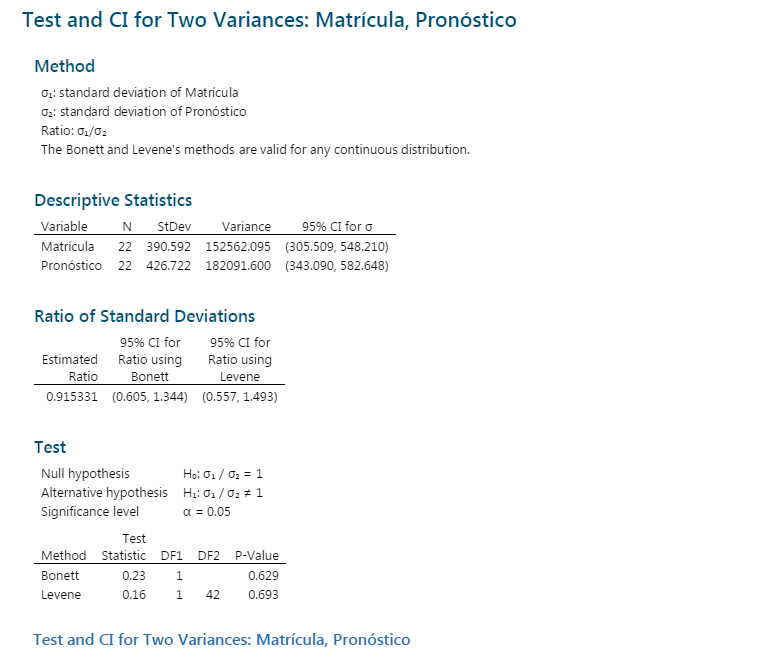 Test and CI for Two Variances: Matrícula, Pronóstico
Method
σ₁: standard deviation of Matrícula
σ₂: standard deviation of Pronóstico
Ratio: σ₁/σ₂
The Bonett and Levene's methods are valid for any continuous distribution.
Descriptive Statistics
Variable N StDev Variance 95% CI for σ
Matrícula 22 390.592 152562.095 (305.509, 548.210)
Pronóstico 22 426.722 182091.600 (343.090, 582.648)
Ratio of Standard Deviations
95% CI for 95% CI for
Estimated Ratio using Ratio using
Ratio Bonett Levene
0.915331 (0.605, 1.344) (0.557, 1.493)
Test
Null hypothesis H₀: σ₁ / σ₂ = 1
Alternative hypothesis H₁: σ₁ / σ₂ ≠ 1
Significance level α = 0.05
Test
Method Statistic DF1 DF2 P-Value
Bonett 0.23 1 0.629
Levene 0.16 1 42 0.693
Test and CI for Two Variances: Matrícula, Pronóstico